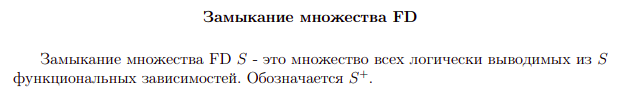 Замыкание множества FD
Замыкание множества FD S - это множество всех логически выводимых из S
функциональных зависимостей. Обозначается S⁺.